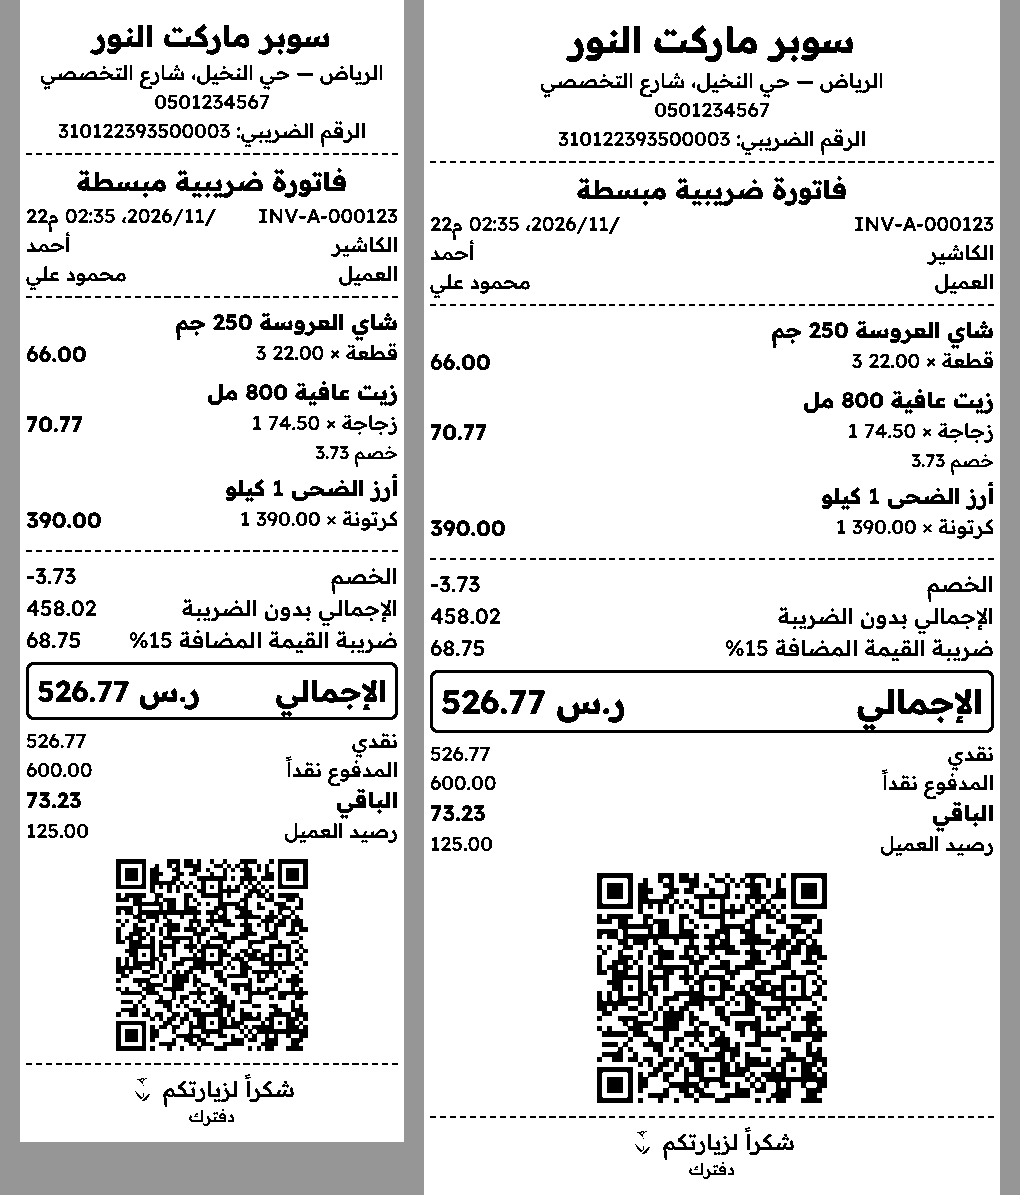 سوبر ماركت النور
الرياض – حي النخيل، شارع التخصصي
0501234567
الرقم الضريبي: 310122393500003
فاتورة ضريبية مبسطة
INV-A-000123 22/11/2026، 02:35 م
الكاشير أحمد
العميل محمود علي
شاي العروسة 250 جم
3 قطعة × 22.00 66.00
زيت عافية 800 مل
1 زجاجة × 74.50 70.77
خصم 3.73
أرز الضحى 1 كيلو
1 كرتونة × 390.00 390.00
الخصم -3.73
الإجمالي بدون الضريبة 458.02
ضريبة القيمة المضافة 15% 68.75
الإجمالي 526.77 ر.س
نقدي 526.77
المدفوع نقداً 600.00
الباقي 73.23
رصيد العميل 125.00
شكراً لزيارتكم
دفترك
سوبر ماركت النور
الرياض – حي النخيل، شارع التخصصي
0501234567
الرقم الضريبي: 310122393500003
فاتورة ضريبية مبسطة
INV-A-000123 22/11/2026، 02:35 م
الكاشير أحمد
العميل محمود علي
شاي العروسة 250 جم
3 قطعة × 22.00 66.00
زيت عافية 800 مل
1 زجاجة × 74.50 70.77
خصم 3.73
أرز الضحى 1 كيلو
1 كرتونة × 390.00 390.00
الخصم -3.73
الإجمالي بدون الضريبة 458.02
ضريبة القيمة المضافة 15% 68.75
الإجمالي 526.77 ر.س
نقدي 526.77
المدفوع نقداً 600.00
الباقي 73.23
رصيد العميل 125.00
شكراً لزيارتكم
دفترك